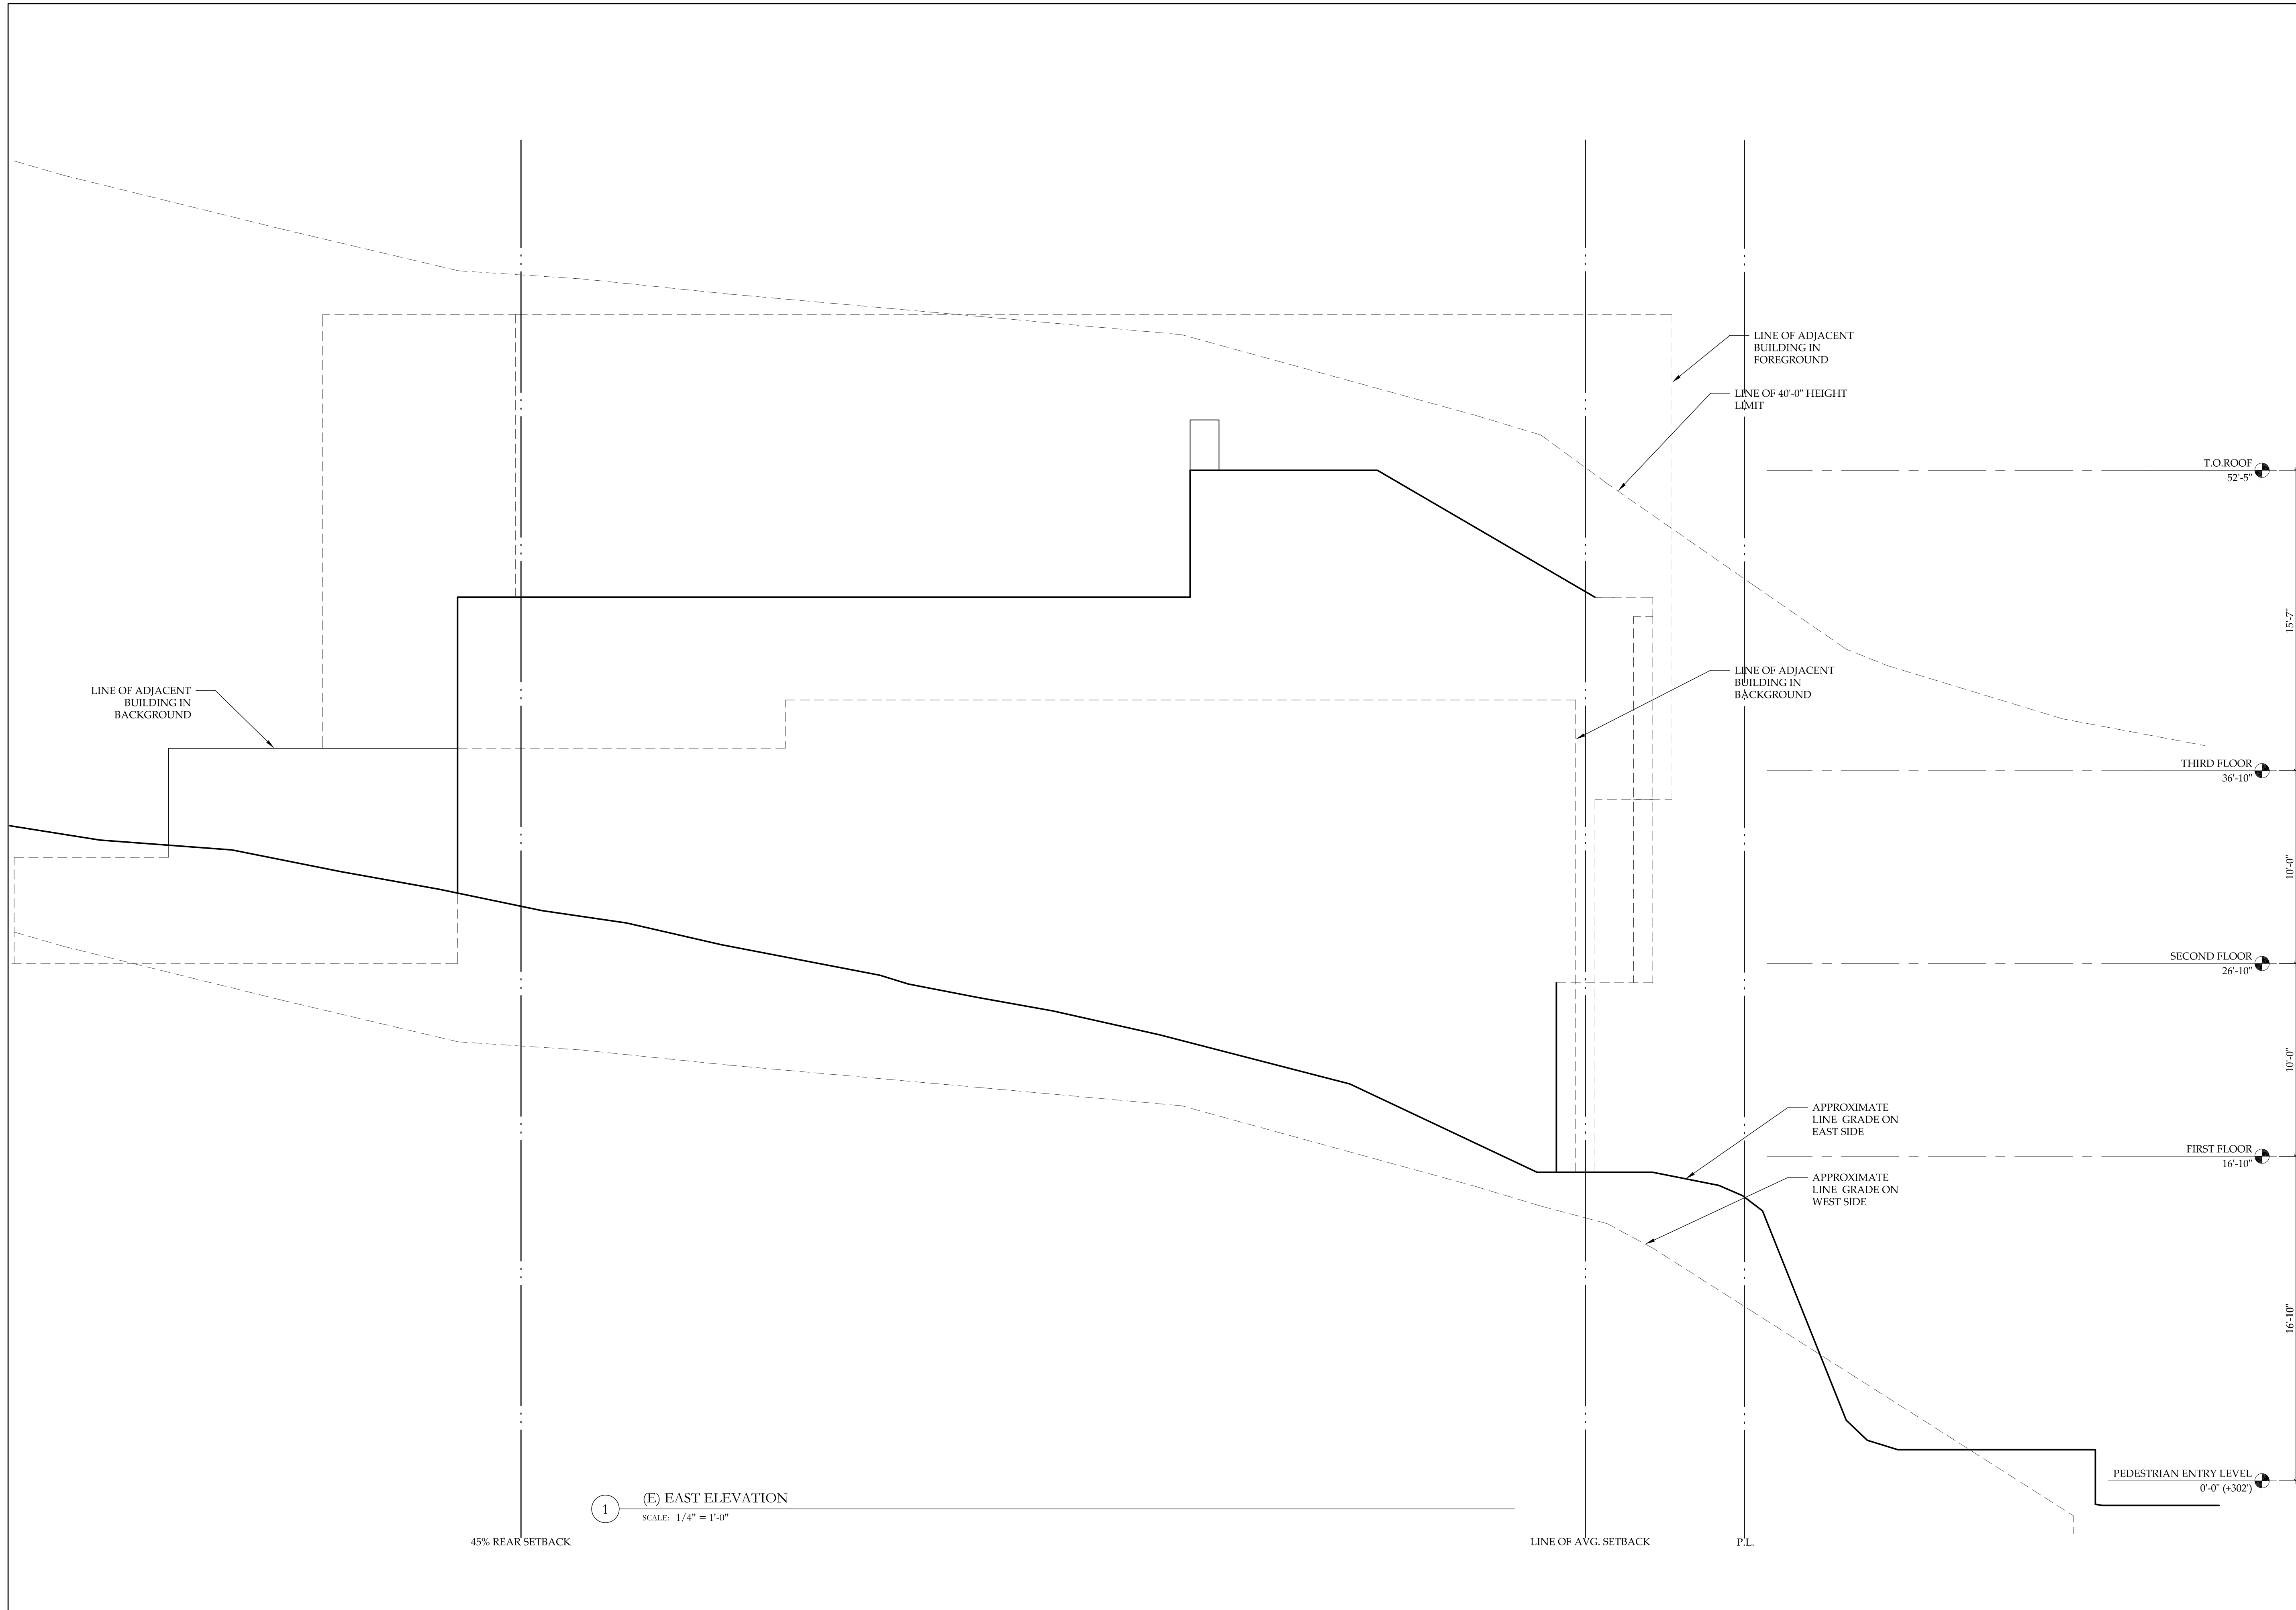 LINE OF ADJACENT
BUILDING IN
FOREGROUND
LINE OF 40'-0" HEIGHT
LIMIT
T.O.ROOF
52'-5"
15'-7"
LINE OF ADJACENT
BUILDING IN
BACKGROUND
LINE OF ADJACENT
BUILDING IN
BACKGROUND
THIRD FLOOR
36'-10"
10'-0"
SECOND FLOOR
26'-10"
10'-0"
APPROXIMATE
LINE GRADE ON
EAST SIDE
FIRST FLOOR
16'-10"
APPROXIMATE
LINE GRADE ON
WEST SIDE
16'-10"
PEDESTRIAN ENTRY LEVEL
0'-0" (+302')
1
(E) EAST ELEVATION
SCALE: 1/4" = 1'-0"
45% REAR SETBACK
LINE OF AVG. SETBACK
P.L.